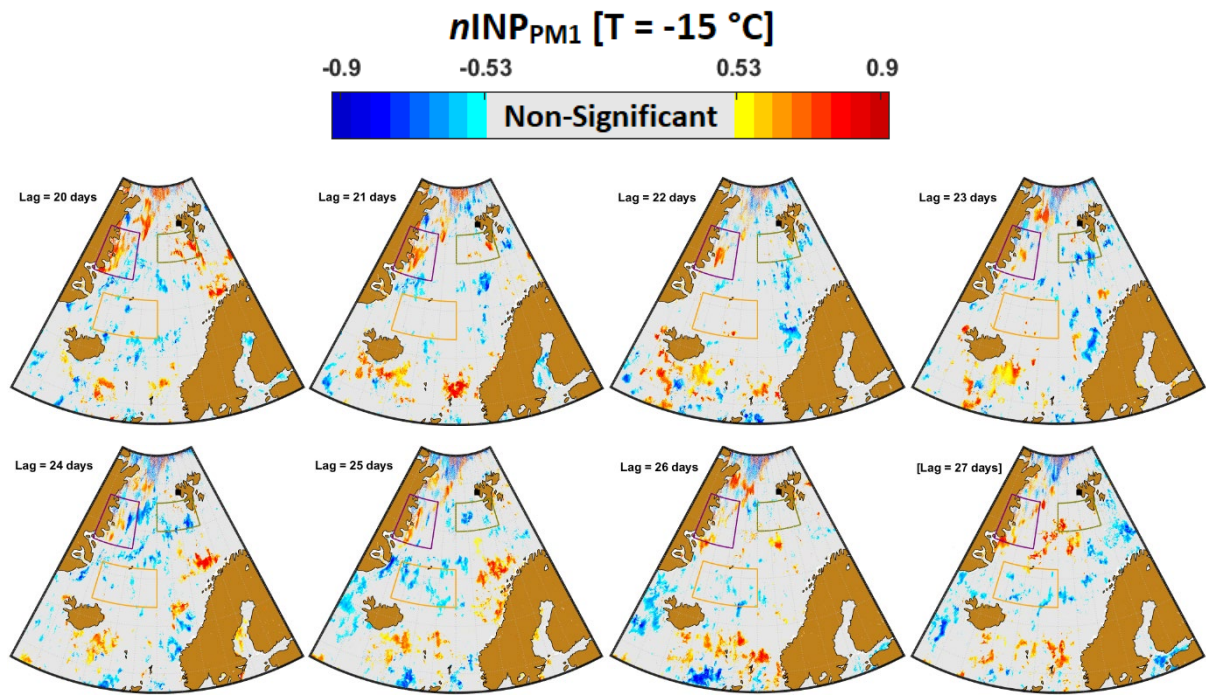 nINPPM1 [T = -15 °C]
-0.9 -0.53 0.53 0.9
Non-Significant
Lag = 20 days
Lag = 21 days
Lag = 22 days
Lag = 23 days
Lag = 24 days
Lag = 25 days
Lag = 26 days
[Lag = 27 days]